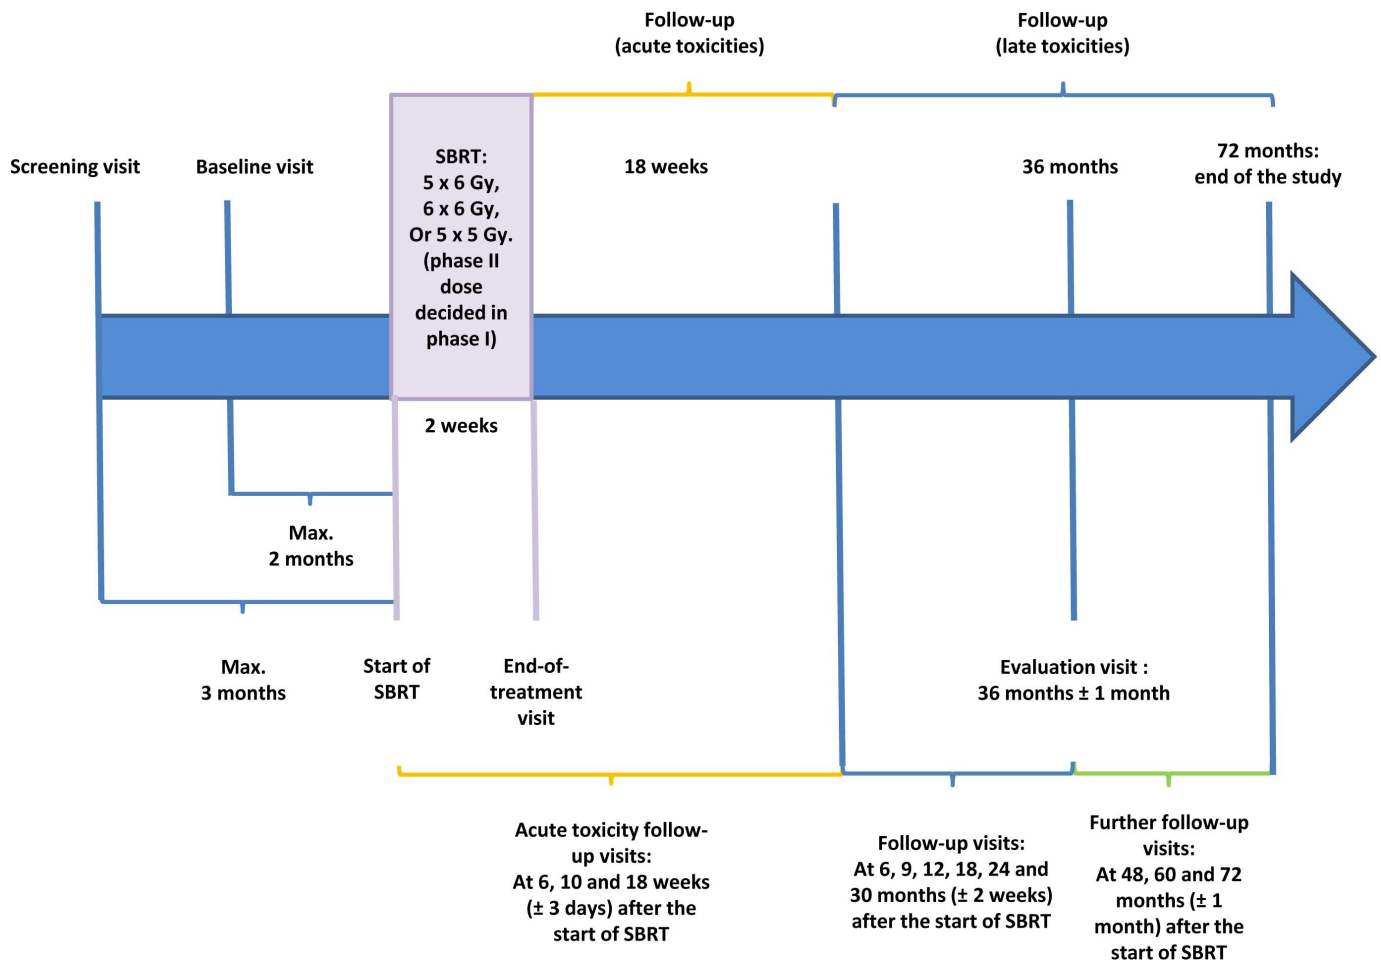 Follow-up
(acute toxicities)
Follow-up
(late toxicities)
Screening visit
Baseline visit
SBRT:
5 x 6 Gy,
6 x 6 Gy,
Or 5 x 5 Gy.
(phase II
dose
decided in
phase I)
18 weeks
36 months
72 months:
end of the study
2 weeks
Max.
2 months
Max.
3 months
Start of
SBRT
End-of-
treatment
visit
Evaluation visit :
36 months ± 1 month
Acute toxicity follow-
up visits:
At 6, 10 and 18 weeks
(± 3 days) after the
start of SBRT
Follow-up visits:
At 6, 9, 12, 18, 24 and
30 months (± 2 weeks)
after the start of SBRT
Further follow-up
visits:
At 48, 60 and 72
months (± 1
month) after the
start of SBRT